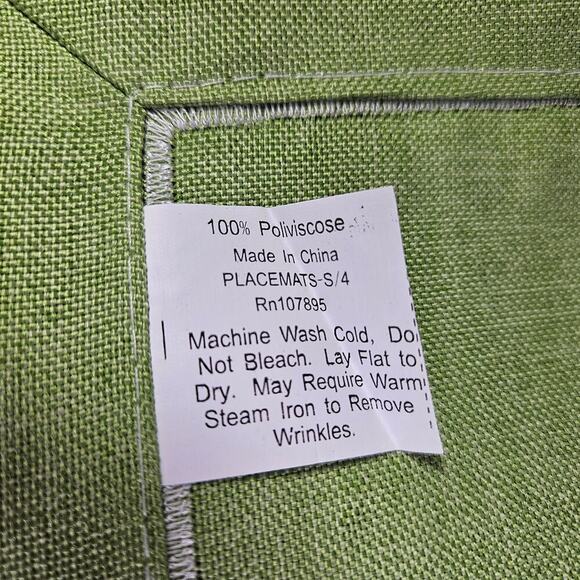 100% Poliviscose
Made In China
PLACEMATS-S/4
Rn107895
Machine Wash Cold, Do
Not Bleach. Lay Flat to
Dry. May Require Warm
Steam Iron to Remove
Wrinkles.